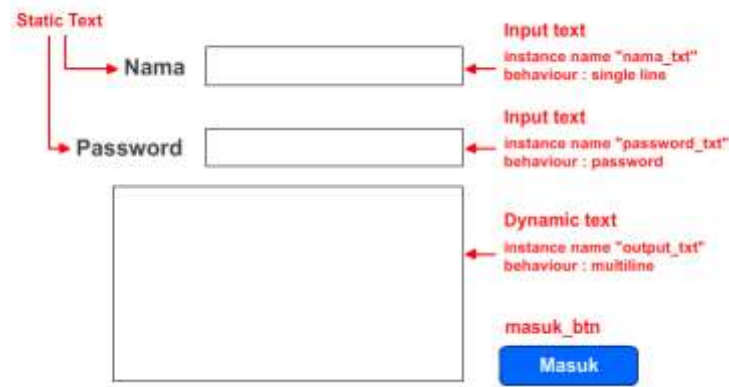 Static Text
Nama
Input text
instance name "nama_txt"
behaviour : single line
Password
Input text
instance name "password_txt"
behaviour : password
Dynamic text
instance name "output_txt"
behaviour : multiline
masuk_btn
Masuk